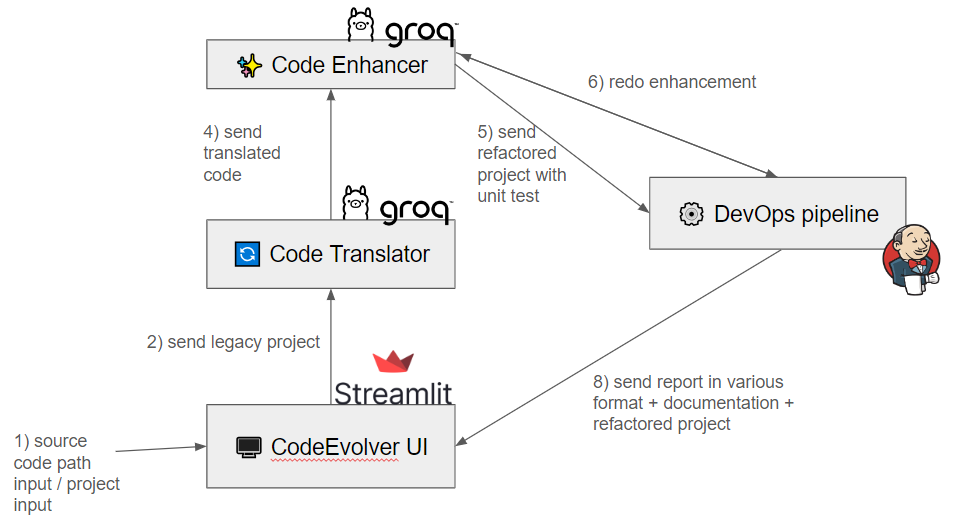 groq™
Code Enhancer
6) redo enhancement
4) send
translated
code
5) send
refactored
project with
unit test
groq™
DevOps pipeline
Code Translator
2) send legacy project
Streamlit
8) send report in various
format + documentation +
refactored project
1) source
code path
input / project
input
CodeEvolver UI